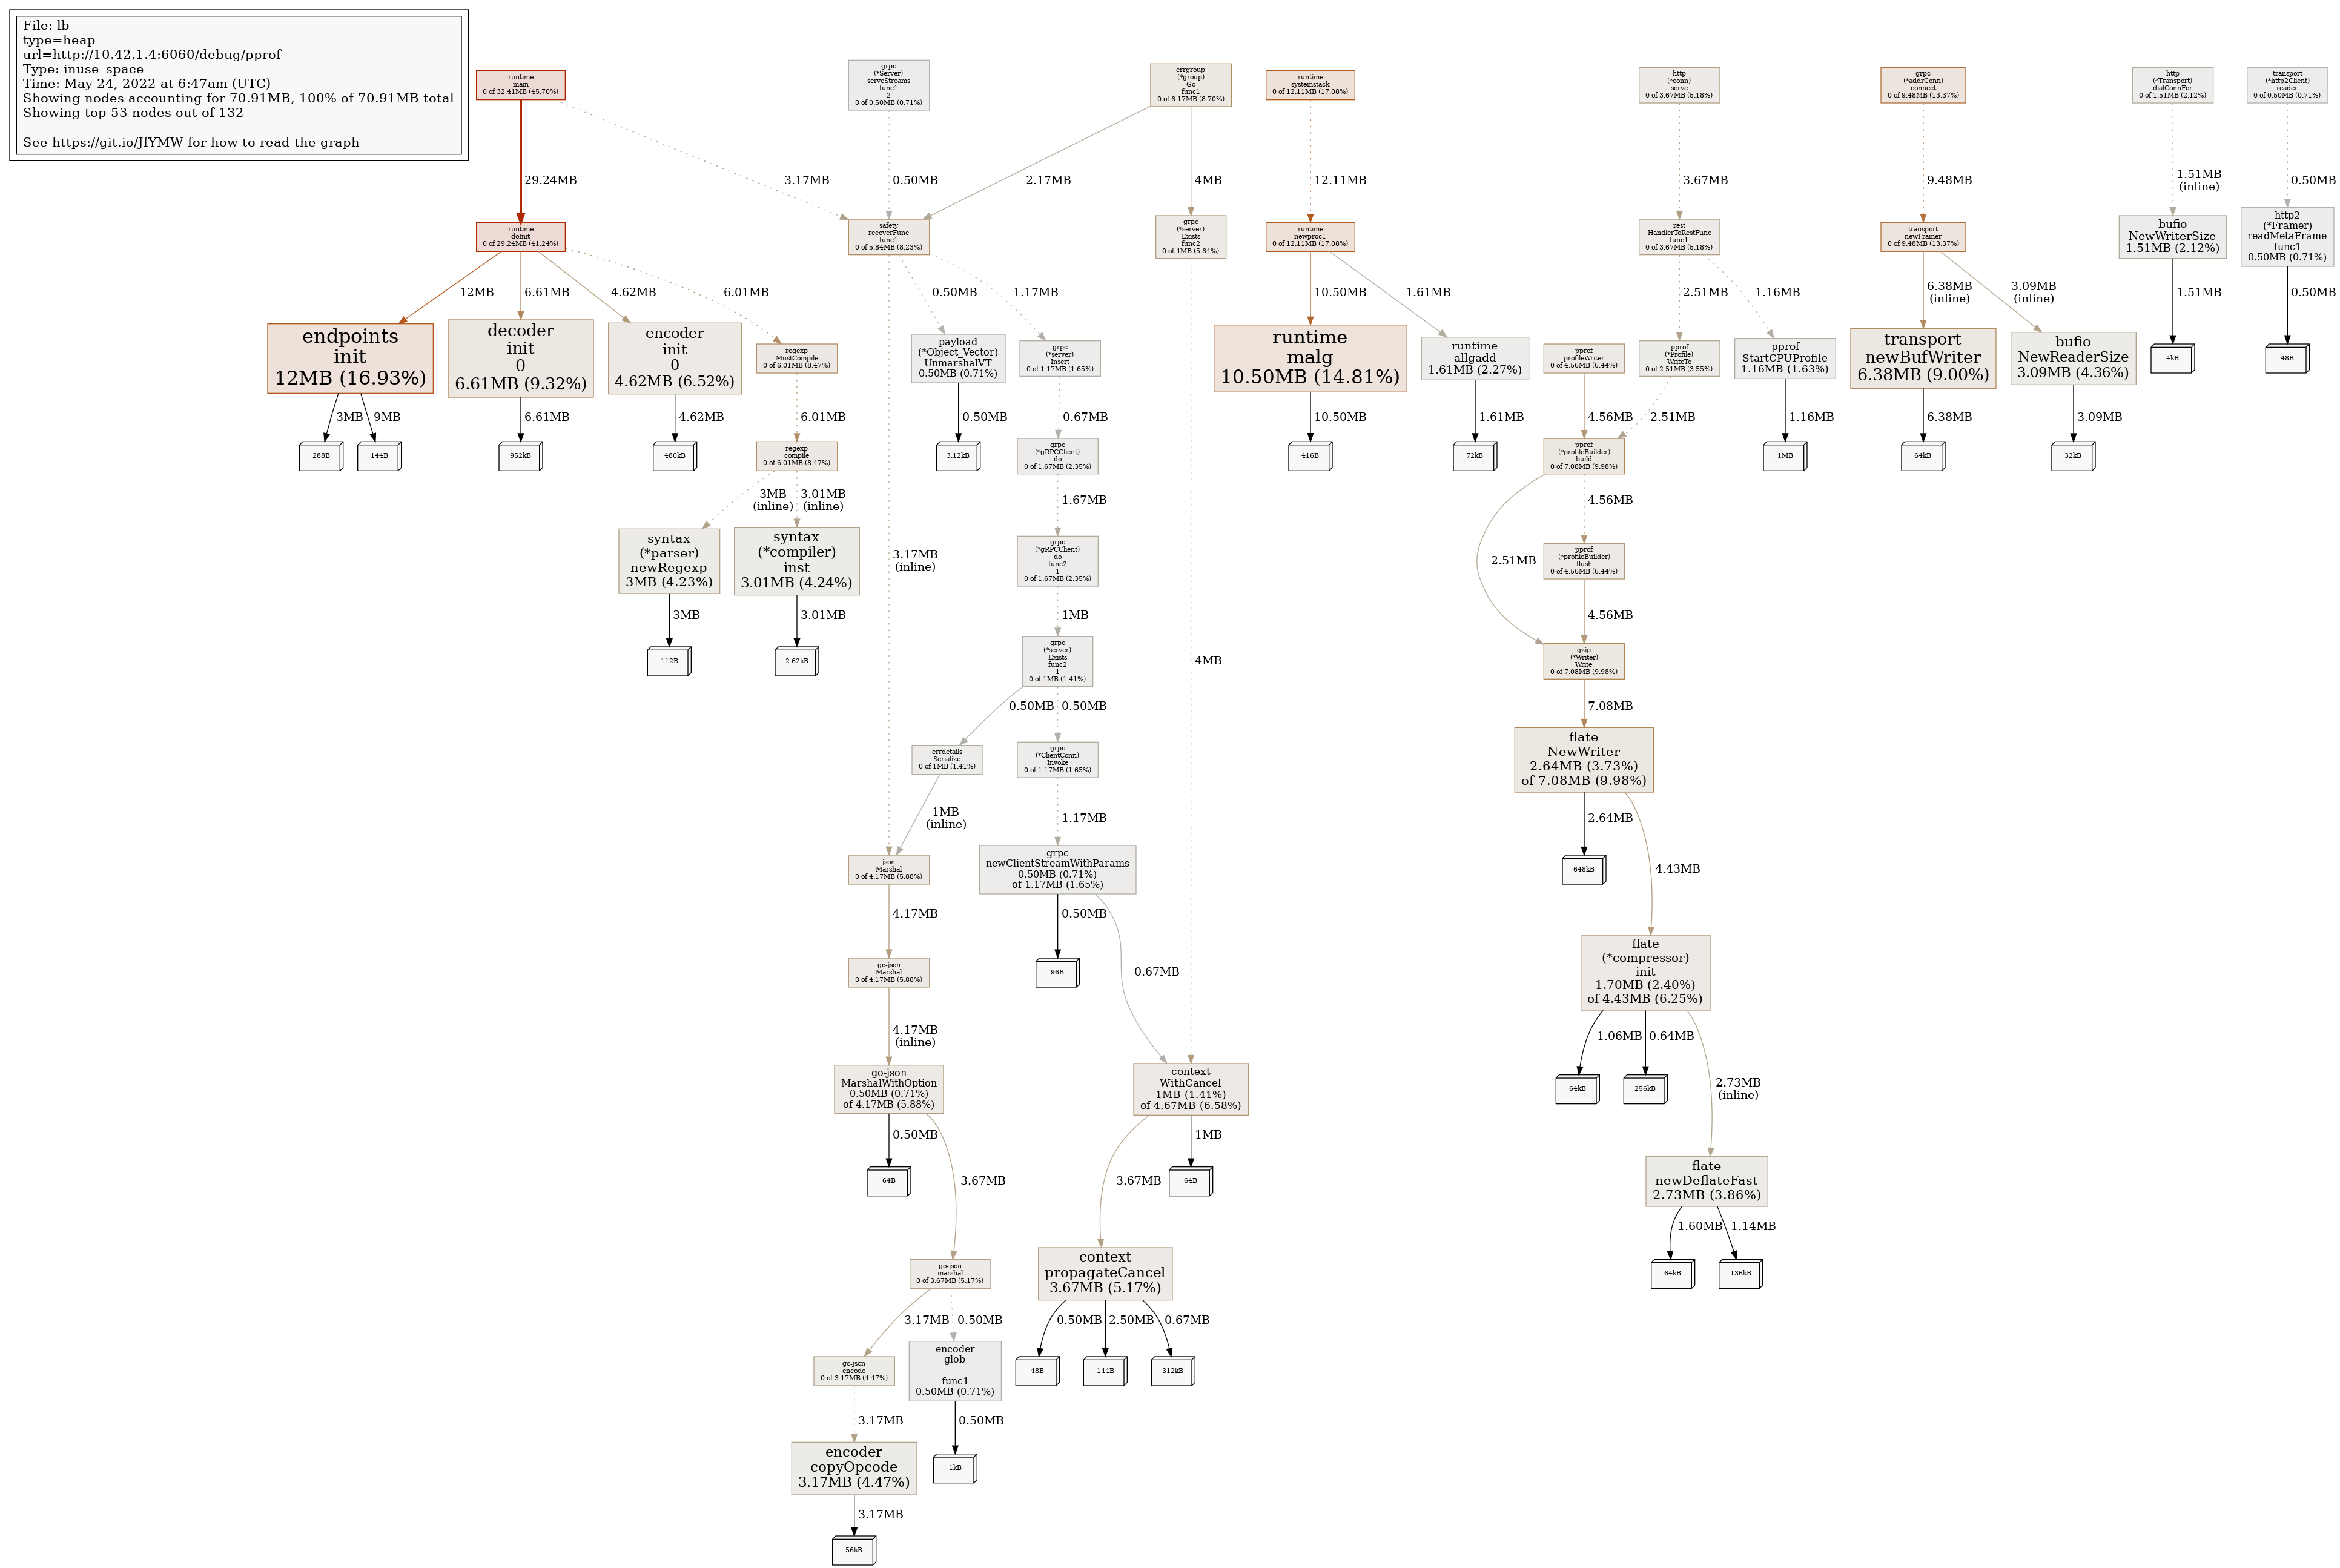 File: lb
type=heap
url=http://10.42.1.4:6060/debug/pprof
Type: inuse_space
Time: May 24, 2022 at 6:47am (UTC)
Showing nodes accounting for 70.91MB, 100% of 70.91MB total
Showing top 53 nodes out of 132
See https://git.io/JfYMW for how to read the graph
runtime
main
0 of 32.41MB (45.70%)
grpc
(*Server)
serveStreams
func1
2
0 of 0.50MB (0.71%)
errgroup
(*group)
Go
func1
0 of 6.17MB (8.70%)
runtime
systemstack
0 of 12.11MB (17.08%)
http
(*conn)
serve
0 of 3.67MB (5.18%)
grpc
(*addrConn)
connect
0 of 9.48MB (13.37%)
http
(*Transport)
dialConnFor
0 of 1.51MB (2.12%)
transport
(*http2Client)
reader
0 of 0.50MB (0.71%)
29.24MB
3.17MB
0.50MB
2.17MB
4MB
12.11MB
3.67MB
9.48MB
1.51MB
(inline)
0.50MB
runtime
doInit
0 of 29.24MB (41.24%)
safety
recoverFunc
func1
0 of 5.84MB (8.23%)
grpc
(*server)
Exists
func2
0 of 4MB (5.64%)
runtime
newproc1
0 of 12.11MB (17.08%)
rest
HandlerToRestFunc
func1
0 of 3.67MB (5.18%)
transport
newFramer
0 of 9.48MB (13.37%)
bufio
NewWriterSize
1.51MB (2.12%)
http2
(*Framer)
readMetaFrame
func1
0.50MB (0.71%)
12MB
6.61MB
4.62MB
6.01MB
0.50MB
1.17MB
10.50MB
1.61MB
2.51MB
1.16MB
6.38MB
(inline)
3.09MB
(inline)
1.51MB
0.50MB
endpoints
init
12MB (16.93%)
decoder
init
0
6.61MB (9.32%)
encoder
init
0
4.62MB (6.52%)
regexp
MustCompile
0 of 6.01MB (8.47%)
payload
(*Object_Vector)
UnmarshalVT
0.50MB (0.71%)
grpc
(*server)
Insert
0 of 1.17MB (1.65%)
runtime
malg
10.50MB (14.81%)
runtime
allgadd
1.61MB (2.27%)
pprof
profileWriter
0 of 4.56MB (6.44%)
pprof
(*Profile)
WriteTo
0 of 2.51MB (3.55%)
pprof
StartCPUProfile
1.16MB (1.63%)
transport
newBufWriter
6.38MB (9.00%)
bufio
NewReaderSize
3.09MB (4.36%)
4kB
48B
3MB
9MB
6.61MB
4.62MB
6.01MB
0.50MB
0.67MB
10.50MB
1.61MB
4.56MB
2.51MB
1.16MB
6.38MB
3.09MB
288B
144B
952kB
480kB
regexp
compile
0 of 6.01MB (8.47%)
3.12kB
grpc
(*gRPCClient)
do
0 of 1.67MB (2.35%)
416B
72kB
pprof
(*profileBuilder)
build
0 of 7.08MB (9.98%)
1MB
64kB
32kB
3MB
(inline)
3.01MB
(inline)
1.67MB
4.56MB
syntax
(*parser)
newRegexp
3MB (4.23%)
syntax
(*compiler)
inst
3.01MB (4.24%)
3.17MB
(inline)
grpc
(*gRPCClient)
do
func2
1
0 of 1.67MB (2.35%)
2.51MB
pprof
(*profileBuilder)
flush
0 of 4.56MB (6.44%)
3MB
3.01MB
1MB
4.56MB
112B
2.62kB
grpc
(*server)
Exists
func2
1
0 of 1MB (1.41%)
4MB
gzip
(*Writer)
Write
0 of 7.08MB (9.98%)
0.50MB
0.50MB
7.08MB
errdetails
Serialize
0 of 1MB (1.41%)
grpc
(*ClientConn)
Invoke
0 of 1.17MB (1.65%)
flate
NewWriter
2.64MB (3.73%)
of 7.08MB (9.98%)
1MB
(inline)
1.17MB
2.64MB
json
Marshal
0 of 4.17MB (5.88%)
grpc
newClientStreamWithParams
0.50MB (0.71%)
of 1.17MB (1.65%)
648kB
4.43MB
4.17MB
0.50MB
go-json
Marshal
0 of 4.17MB (5.88%)
96B
0.67MB
flate
(*compressor)
init
1.70MB (2.40%)
of 4.43MB (6.25%)
4.17MB
(inline)
1.06MB
0.64MB
go-json
MarshalWithOption
0.50MB (0.71%)
of 4.17MB (5.88%)
context
WithCancel
1MB (1.41%)
of 4.67MB (6.58%)
64kB
256kB
2.73MB
(inline)
0.50MB
1MB
64B
3.67MB
3.67MB
64B
flate
newDeflateFast
2.73MB (3.86%)
1.60MB
1.14MB
go-json
marshal
0 of 3.67MB (5.17%)
context
propagateCancel
3.67MB (5.17%)
64kB
136kB
3.17MB
0.50MB
0.50MB
2.50MB
0.67MB
go-json
encode
0 of 3.17MB (4.47%)
encoder
glob
func1
0.50MB (0.71%)
48B
144B
312kB
3.17MB
0.50MB
encoder
copyOpcode
3.17MB (4.47%)
1kB
3.17MB
56kB